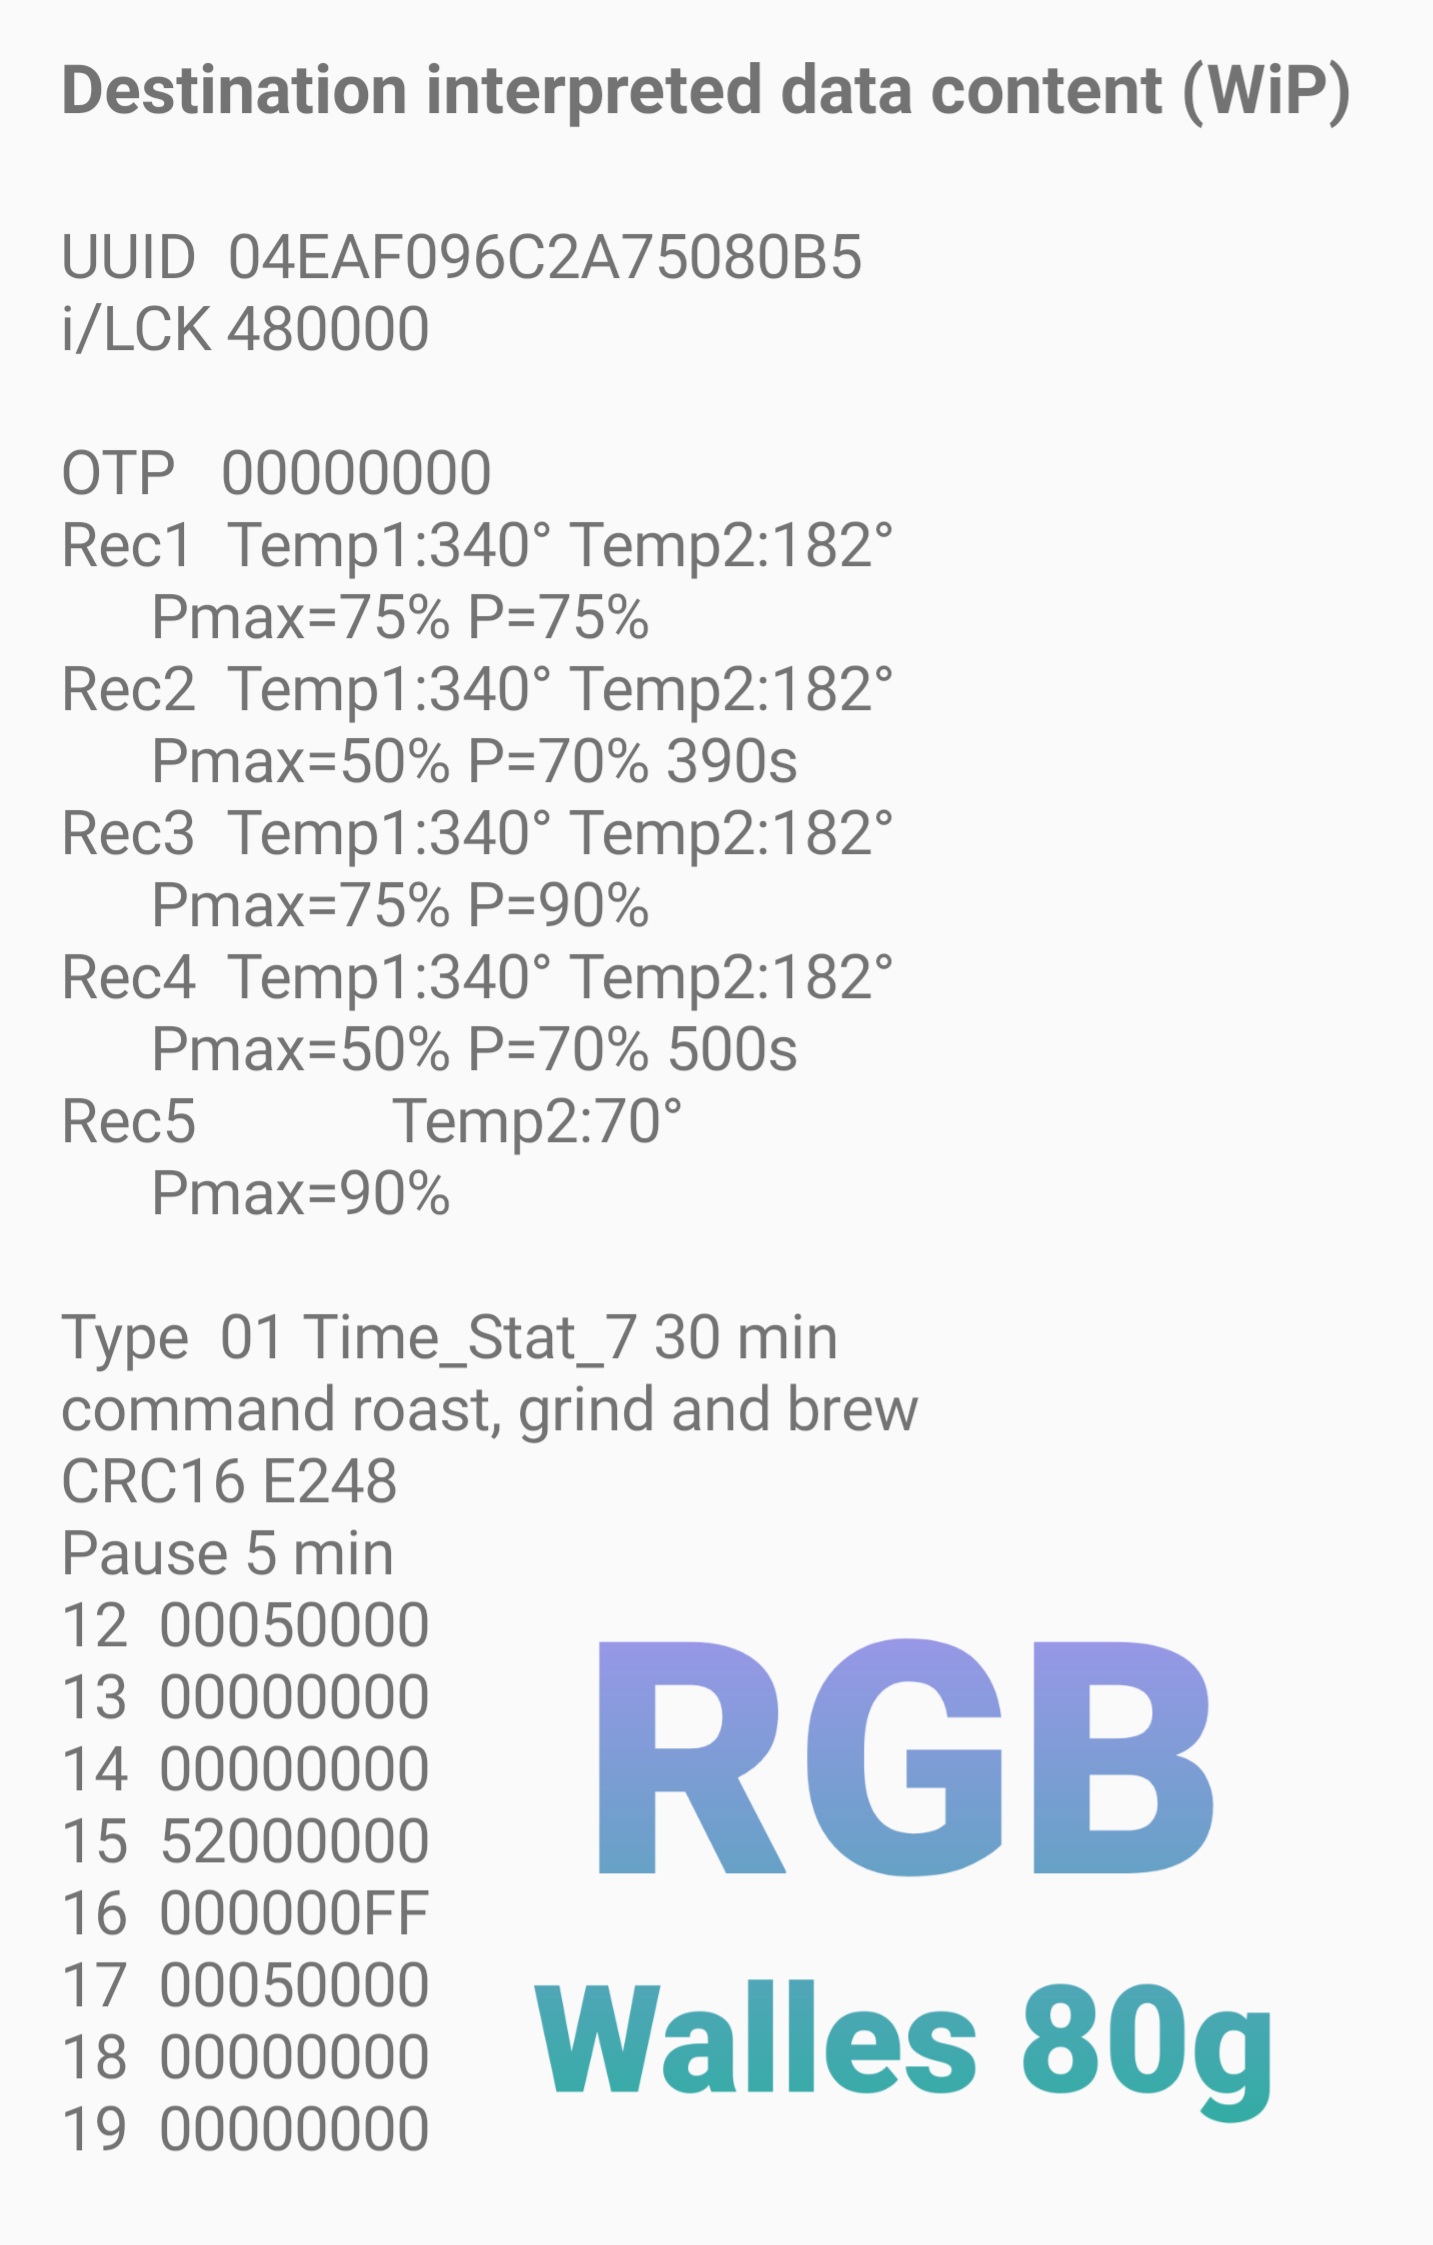 Destination interpreted data content (WiP)
UUID 04EAF096C2A75080B5
i/LCK 480000
OTP 00000000
Rec1 Temp1:340° Temp2:182°
Pmax=75% P=75%
Rec2 Temp1:340° Temp2:182°
Pmax=50% P=70% 390s
Rec3 Temp1:340° Temp2:182°
Pmax=75% P=90%
Rec4 Temp1:340° Temp2:182°
Pmax=50% P=70% 500s
Rec5 Temp2:70°
Pmax=90%
Type 01 Time_Stat_7 30 min
command roast, grind and brew
CRC16 E248
Pause 5 min
12 00050000
13 00000000
14 00000000
15 52000000
16 000000FF
17 00050000
18 00000000
19 00000000
RGB
Walles 80g